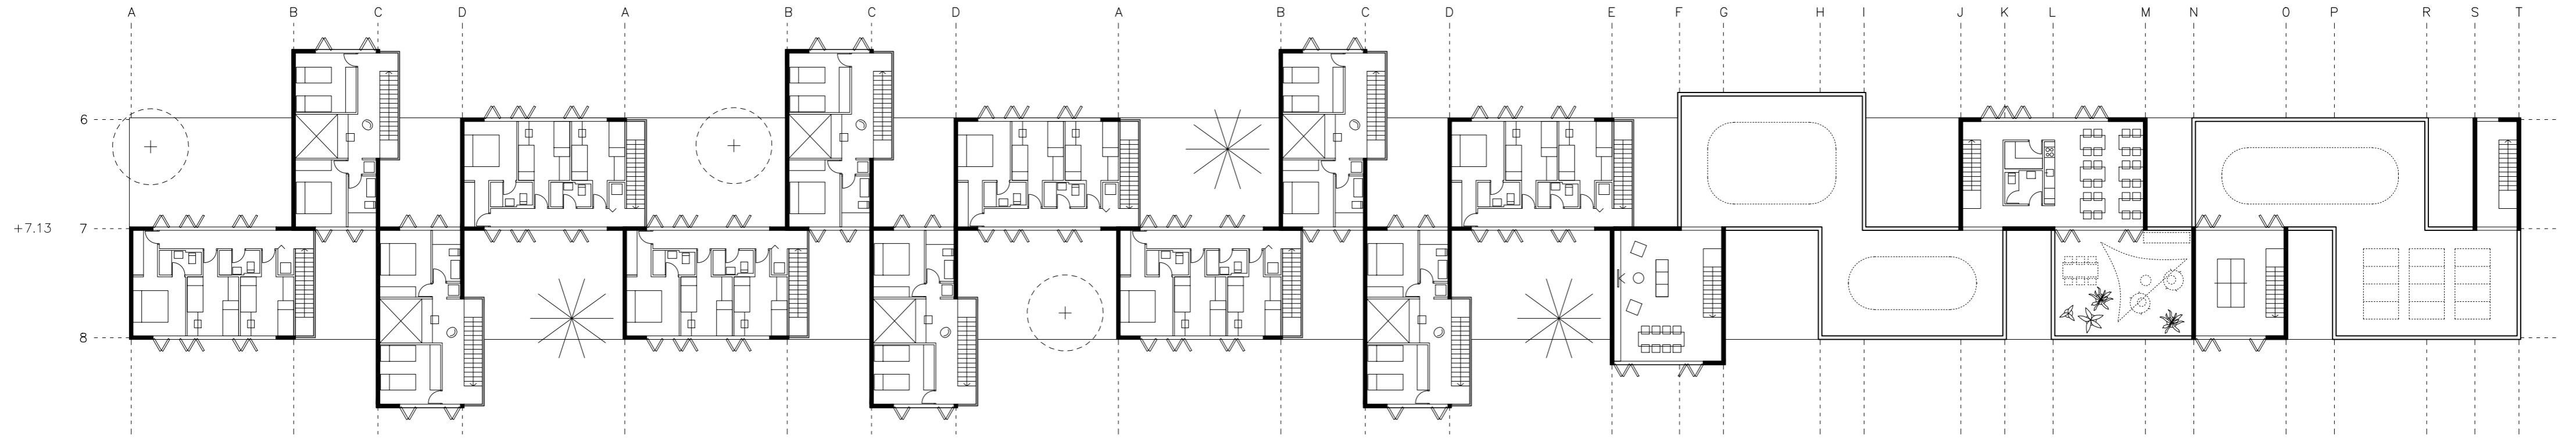 A B C D A B C D A B C D E F G H I J K L M N O P R S T
6
+7.13 7
8